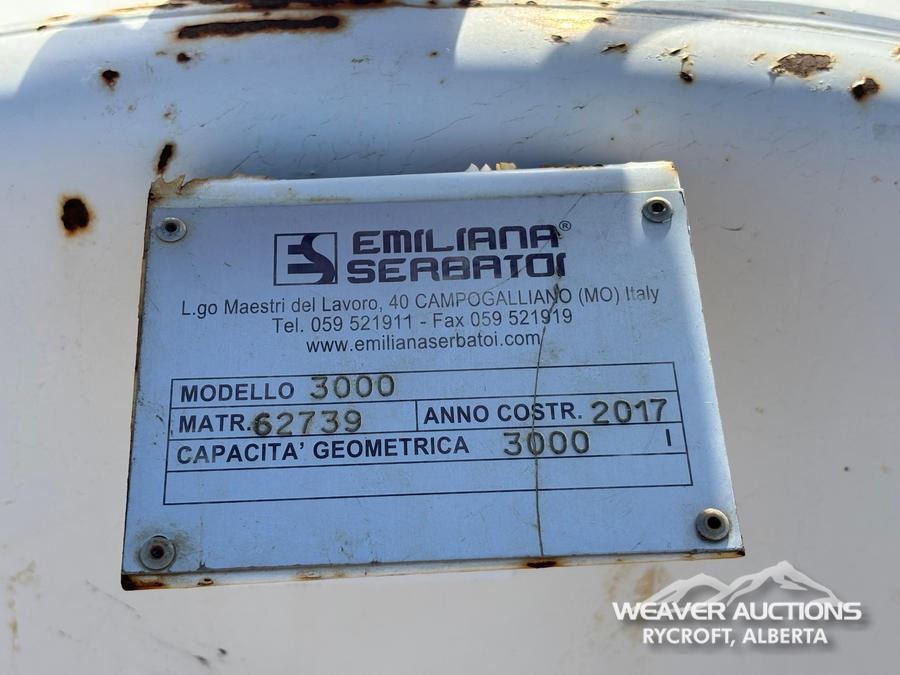 ES EMILIANA®
SERBATOI
L.go Maestri del Lavoro, 40 CAMPOGALLIANO (MO) Italy
Tel. 059 521911 - Fax 059 521919
www.emilianaserbatoi.com
MODELLO 3000
MATR. 62739 ANNO COSTR. 2017
CAPACITA' GEOMETRICA 3000 l
WEAVER AUCTIONS
RYCROFT, ALBERTA